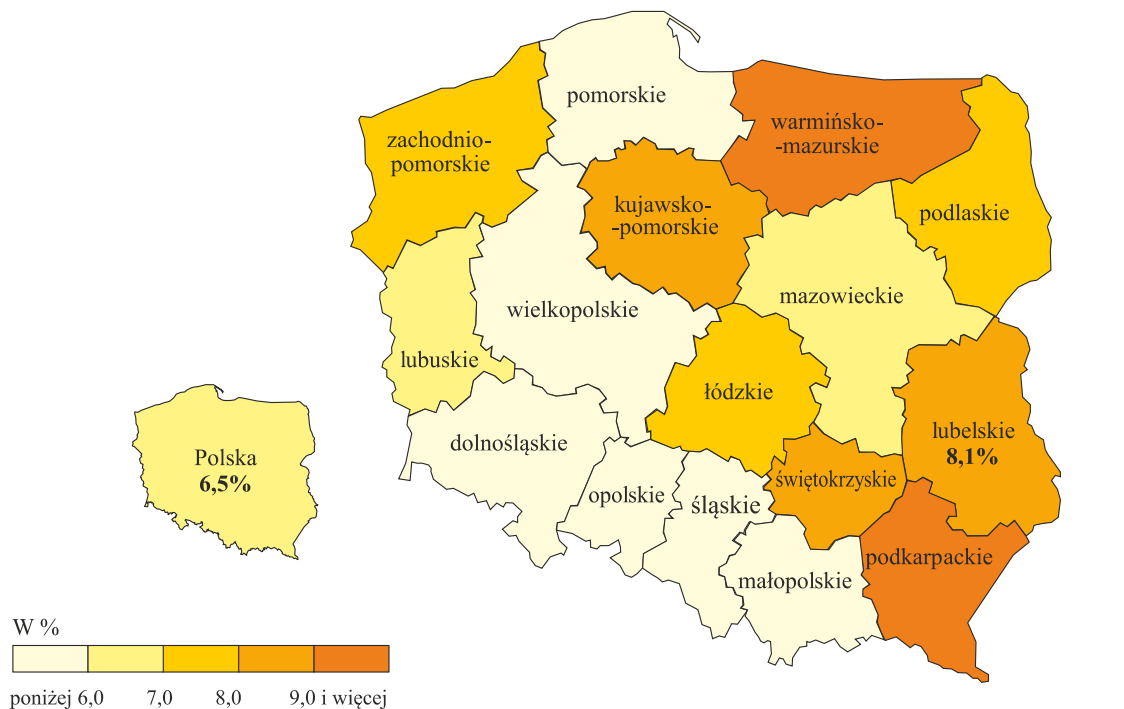 pomorskie
zachodnio-
pomorskie
warmińsko-
-mazurskie
kujawsko-
-pomorskie
podlaskie
mazowieckie
wielkopolskie
lubuskie
łódzkie
dolnośląskie
lubelskie
8,1%
Polska
6,5%
opolskie
śląskie
świętokrzyskie
podkarpackie
małopolskie
W %
poniżej 6,0 7,0 8,0 9,0 i więcej